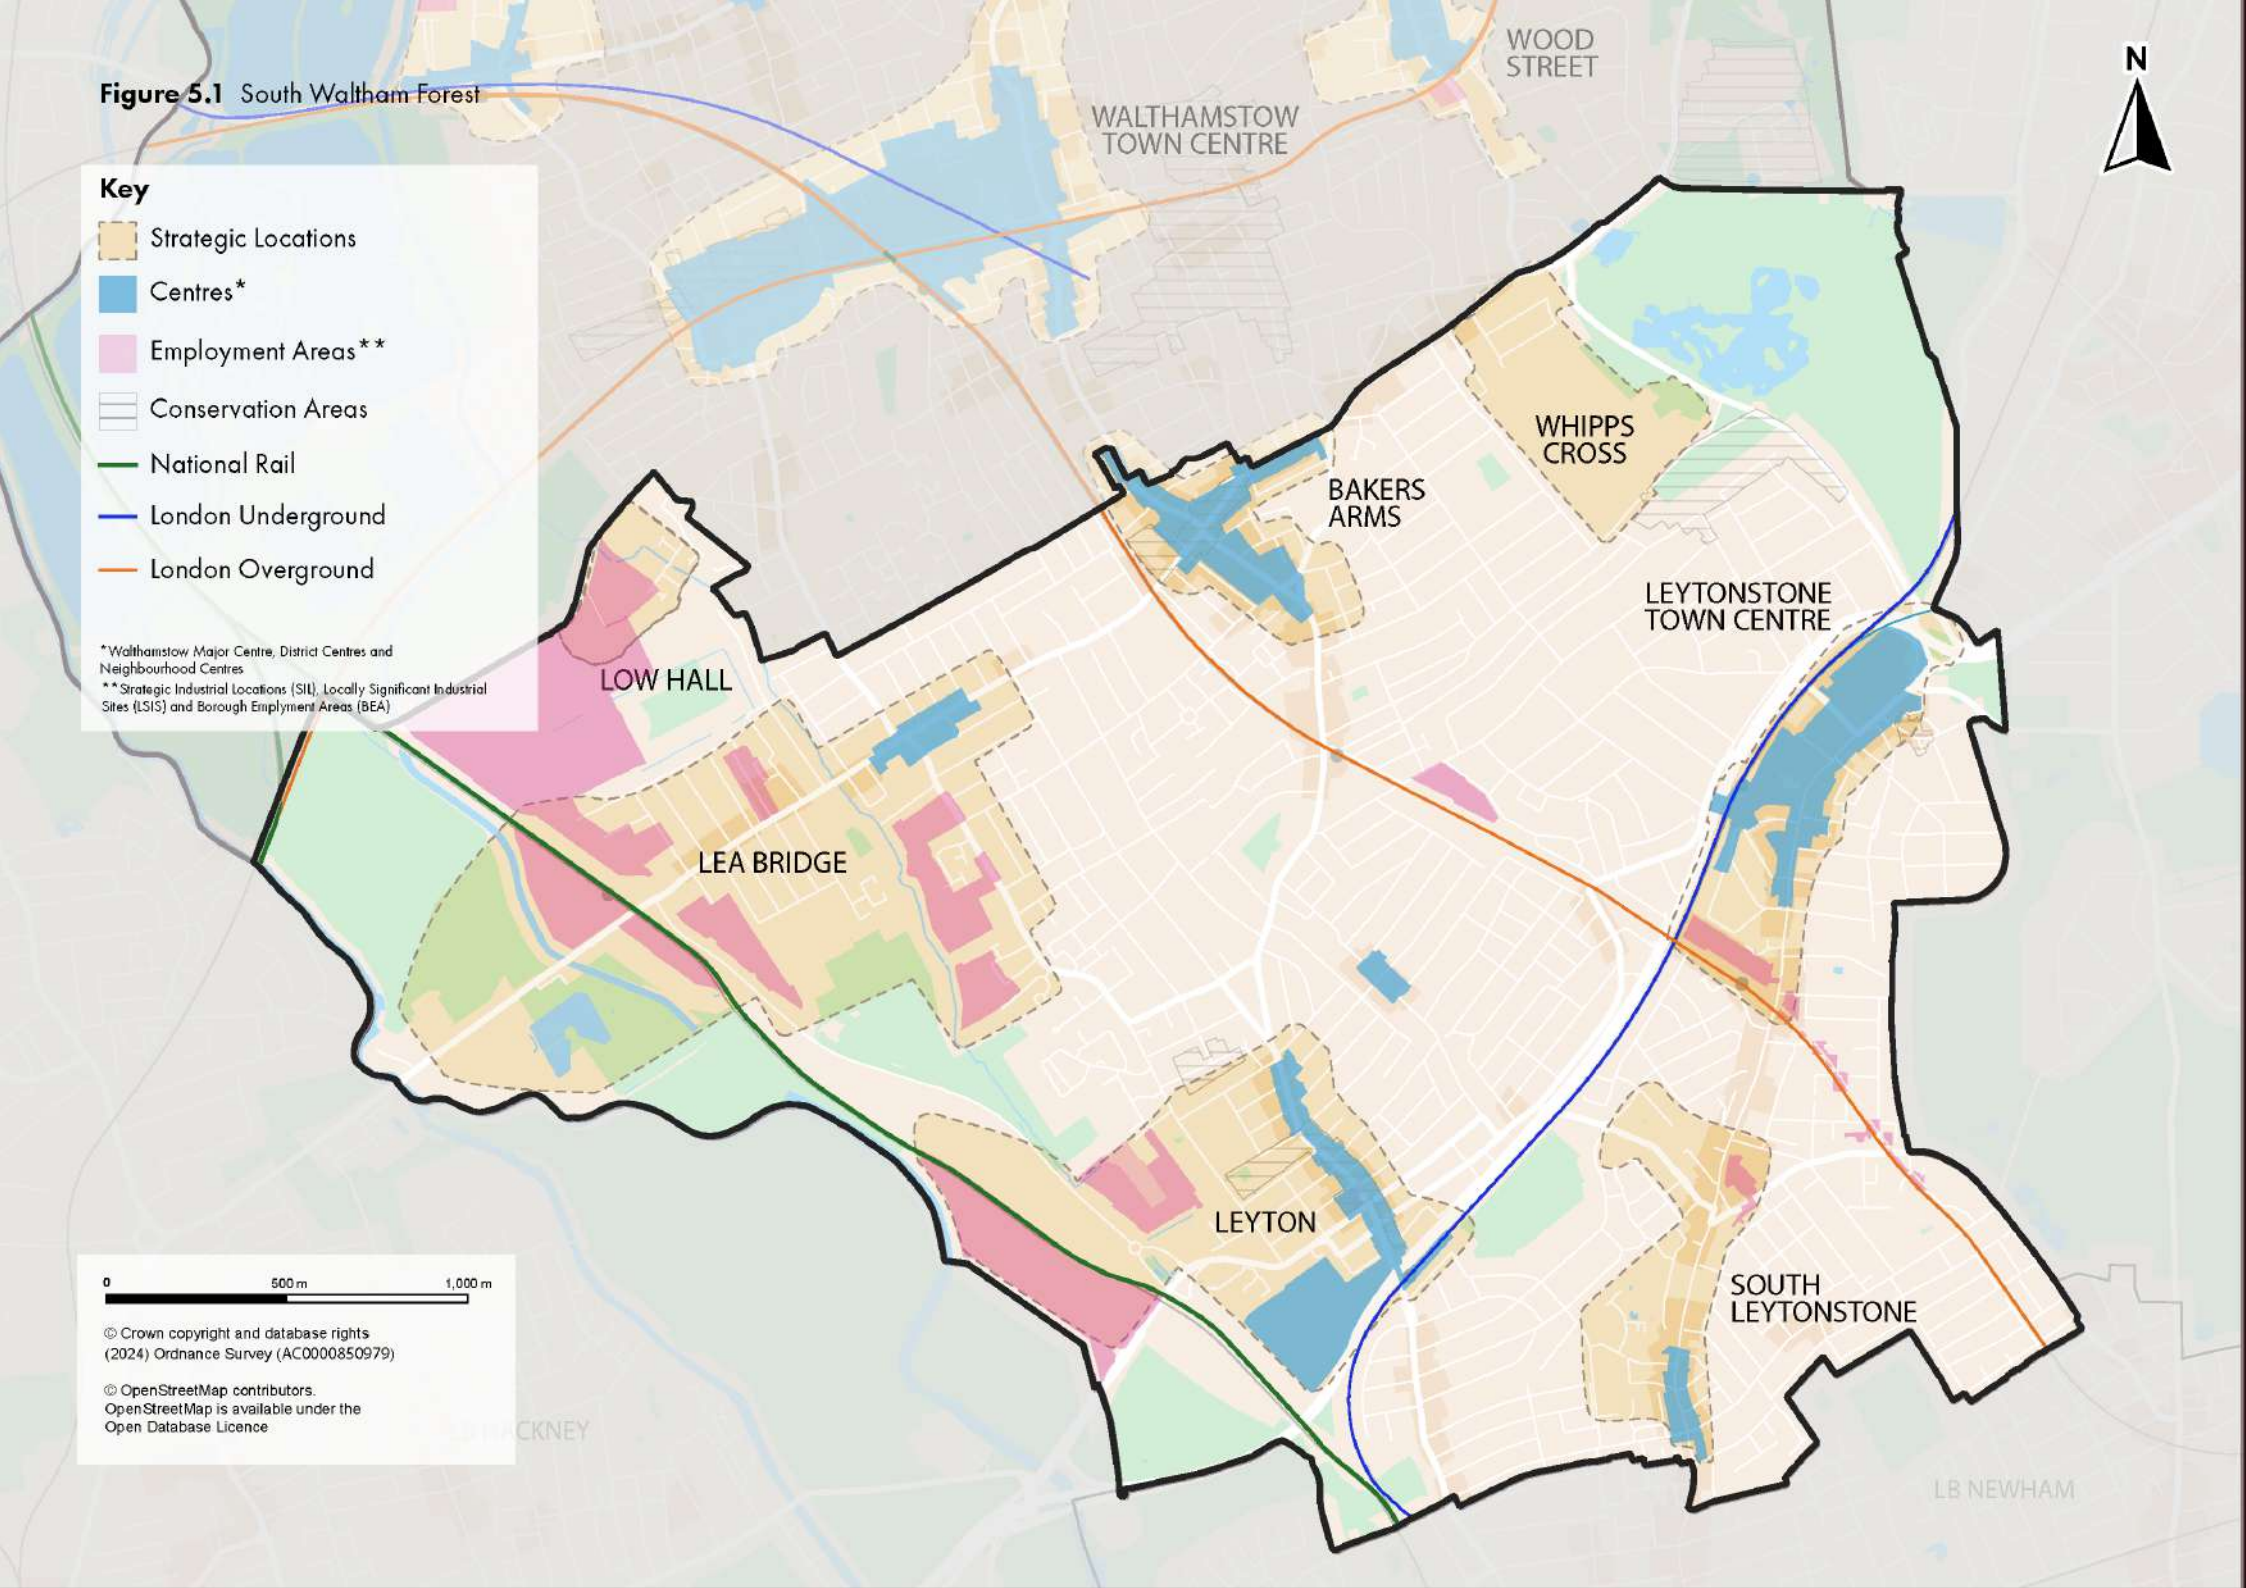 Figure 5.1 South Waltham Forest
Key
Strategic Locations
Centres*
Employment Areas**
Conservation Areas
National Rail
London Underground
London Overground
*Walthamstow Major Centre, District Centres and
Neighbourhood Centres
**Strategic Industrial Locations (SIL), Locally Significant Industrial
Sites (LSIS) and Borough Emplyment Areas (BEA)
N
WOOD
STREET
WALTHAMSTOW
TOWN CENTRE
WHIPPS
CROSS
BAKERS
ARMS
LEYTONSTONE
TOWN CENTRE
LOW HALL
LEA BRIDGE
LEYTON
SOUTH
LEYTONSTONE
0 500 m 1,000 m
© Crown copyright and database rights
(2024) Ordnance Survey (AC0000850979)
© OpenStreetMap contributors.
OpenStreetMap is available under the
Open Database Licence
LB NEWHAM